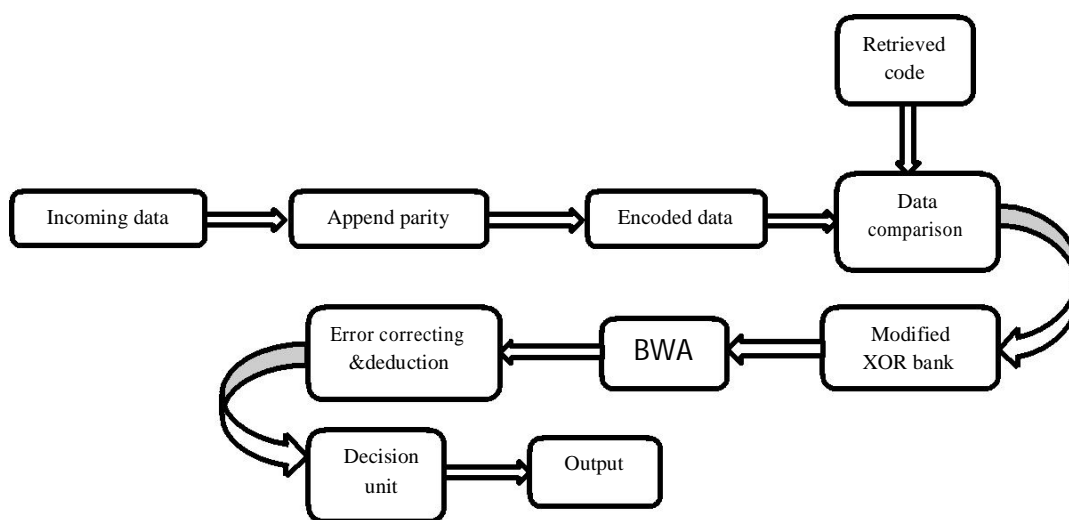 Retrieved
code
Incoming data
Append parity
Encoded data
Data
comparison
Error correcting
&deduction
BWA
Modified
XOR bank
Decision
unit
Output